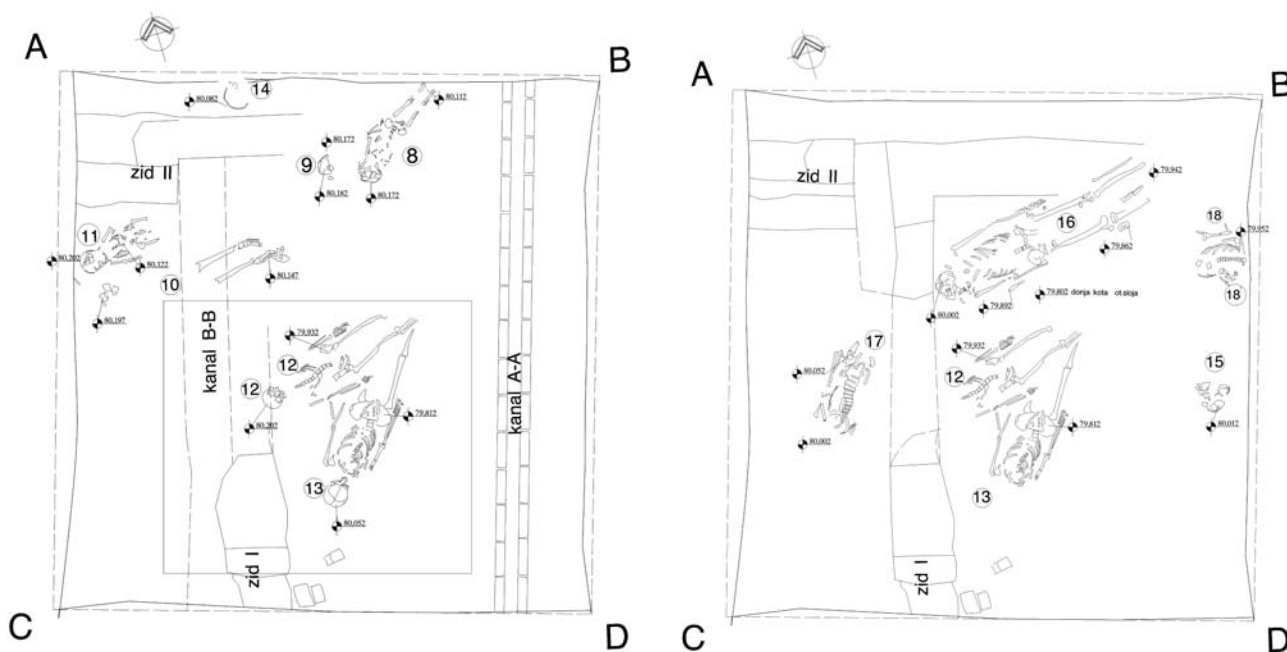 A
B
14
80,082
80,112
80,172
9
8
zid II
80,182
80,172
11
80,202
80,122
10
80,147
80,197
kanal B-B
79,932
12
12
kanal A-A
79,812
80,202
13
80,052
zid I
C
D
A
B
zid II
79,942
16
18
79,952
79,862
18
79,802 donja kota ot.sloja
79,892
80,002
17
79,932
12
80,052
15
79,812
80,012
80,002
13
zid I
C
D